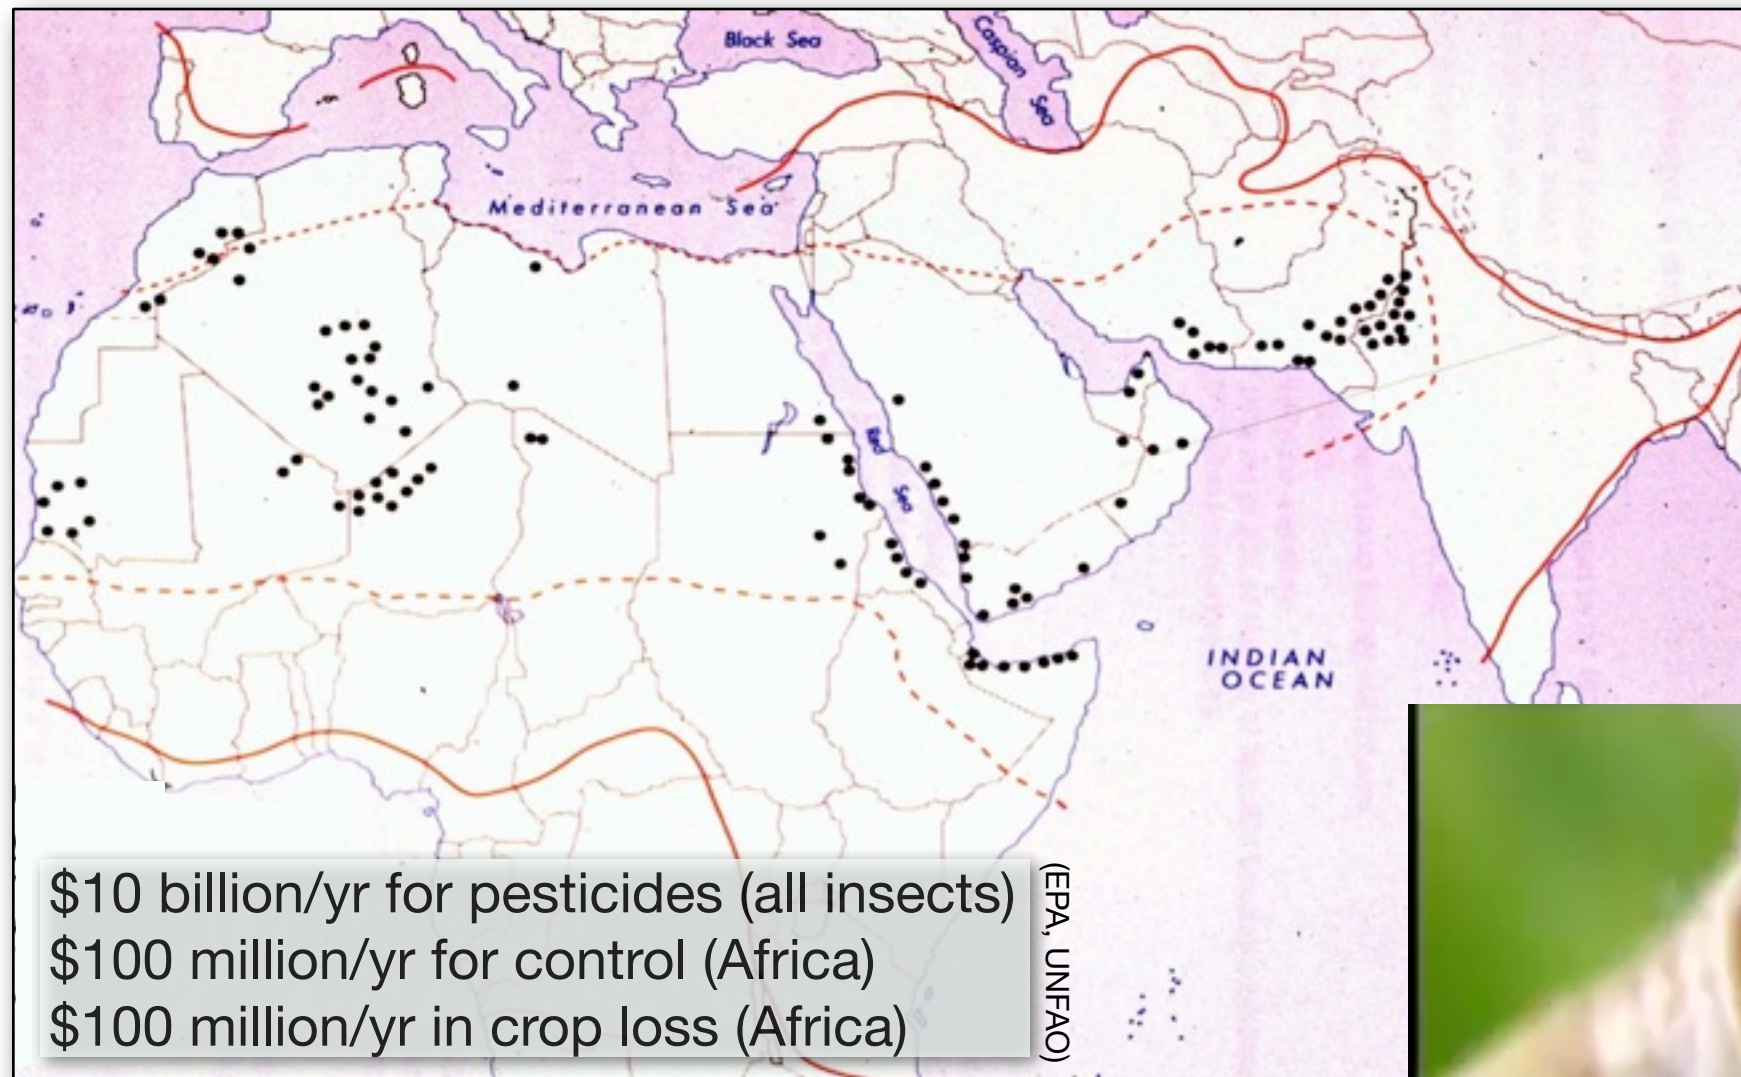 Black Sea
Caspian
Sea
Mediterranean Sea
Red
Sea
INDIAN
OCEAN
$10 billion/yr for pesticides (all insects)
$100 million/yr for control (Africa)
$100 million/yr in crop loss (Africa)
(EPA, UNFAO)